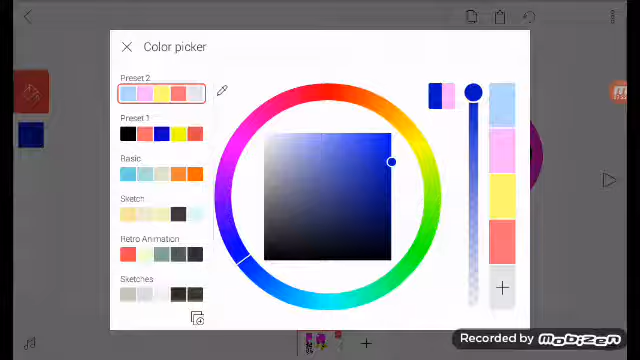 Color picker
Preset 2
Preset 1
Basic
Sketch
Retro Animation
Sketches
Recorded by MOBIZEN